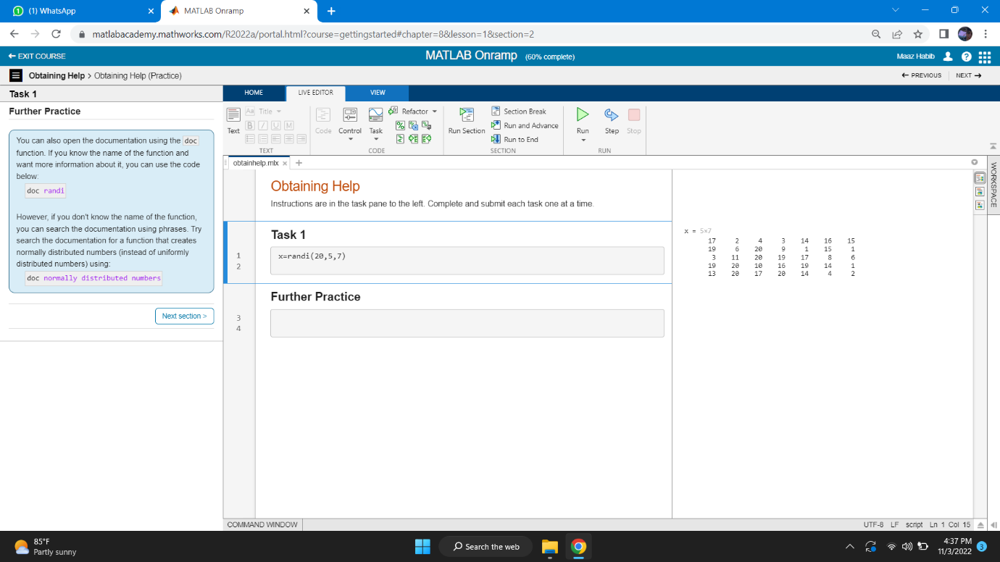 (1) WhatsApp
MATLAB Onramp
matlabacademy.mathworks.com/R2022a/portal.html?course=gettingstarted#chapter=8&lesson=1&section=2
EXIT COURSE
MATLAB Onramp (60% complete)
Maaz Habib
Obtaining Help > Obtaining Help (Practice)
PREVIOUS
NEXT
Task 1
Further Practice
You can also open the documentation using the doc
function. If you know the name of the function and
want more information about it, you can use the code
below:
doc randi
However, if you don't know the name of the function,
you can search the documentation using phrases. Try
search the documentation for a function that creates
normally distributed numbers (instead of uniformly
distributed numbers) using:
doc normally distributed numbers
Next section >
HOME
LIVE EDITOR
VIEW
Text
Aa Title
B I U M
TEXT
Code
Control
Task
Refactor
CODE
Run Section
Section Break
Run and Advance
Run to End
SECTION
Run
Step
Stop
RUN
obtainhelp.mlx
WORKSPACE
Obtaining Help
Instructions are in the task pane to the left. Complete and submit each task one at a time.
Task 1
1
2
x=randi(20,5,7)
Further Practice
3
4
x = 5×7
17 2 4 3 14 16 15
19 6 20 9 1 15 1
3 11 20 19 17 8 6
19 20 10 16 19 14 1
13 20 17 20 14 4 2
COMMAND WINDOW
UTF-8 LF script Ln 1 Col 15
85°F
Partly sunny
Search the web
4:37 PM
11/3/2022
3